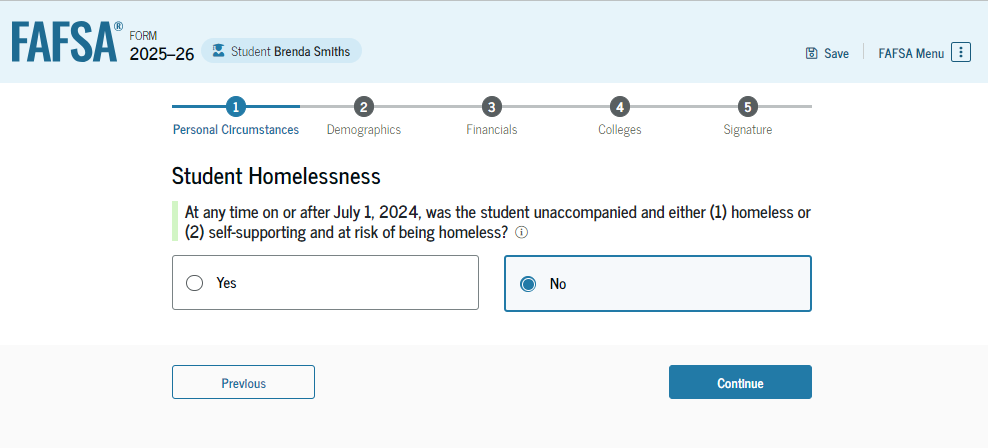 FAFSA®
FORM
2025–26
Student Brenda Smiths
Save
FAFSA Menu
1
2
3
4
5
Personal Circumstances
Demographics
Financials
Colleges
Signature
Student Homelessness
At any time on or after July 1, 2024, was the student unaccompanied and either (1) homeless or
(2) self-supporting and at risk of being homeless?
Yes
No
Previous
Continue